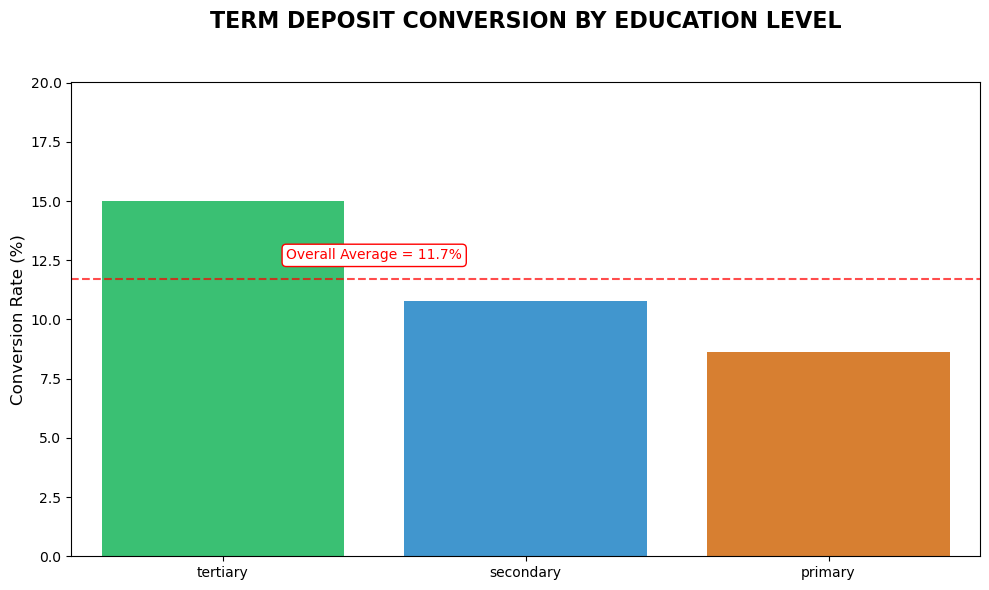 TERM DEPOSIT CONVERSION BY EDUCATION LEVEL
Conversion Rate (%)
20.0
17.5
15.0
12.5
10.0
7.5
5.0
2.5
0.0
Overall Average = 11.7%
tertiary
secondary
primary